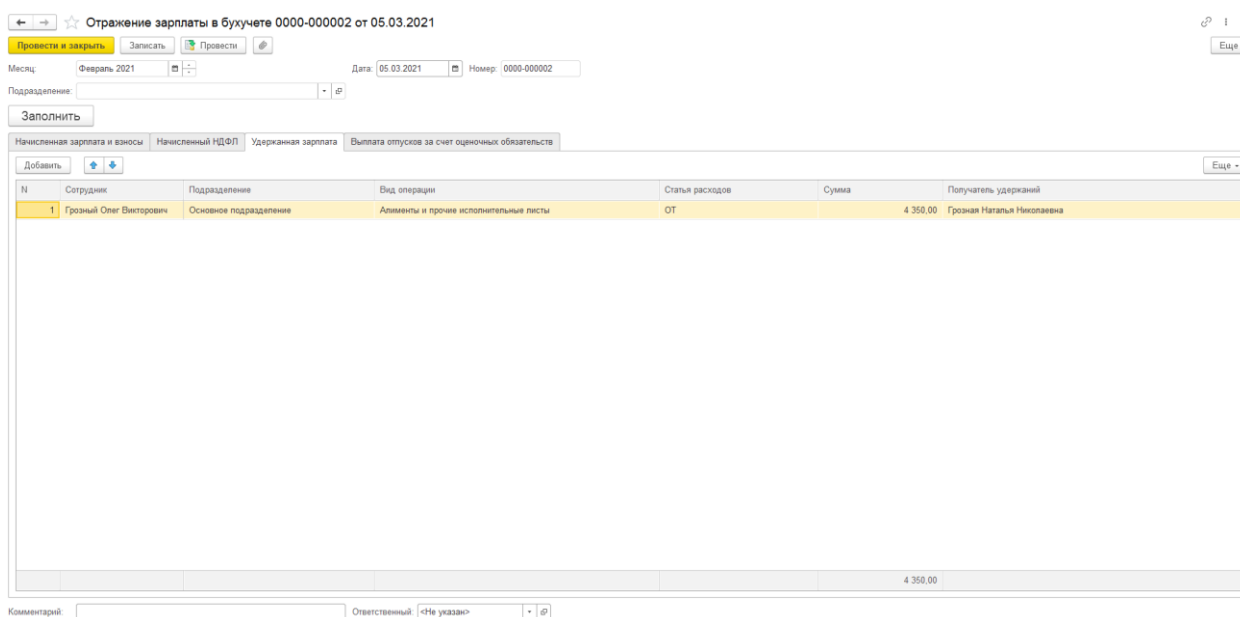 Отражение зарплаты в бухучете 0000-000002 от 05.03.2021
Провести и закрыть Записать Провести Еще
Месяц: Февраль 2021 Дата: 05.03.2021 Номер: 0000-000002
Подразделение:
Заполнить
Начисленная зарплата и взносы Начисленный НДФЛ Удержанная зарплата Выплата отпусков за счет оценочных обязательств
Добавить Еще
N Сотрудник Подразделение Вид операции Статья расходов Сумма Получатель удержаний
1 Грозный Олег Викторович Основное подразделение Алименты и прочие исполнительные листы ОТ 4 350,00 Грозная Наталья Николаевна
4 350,00
Комментарий: Ответственный: <Не указан>